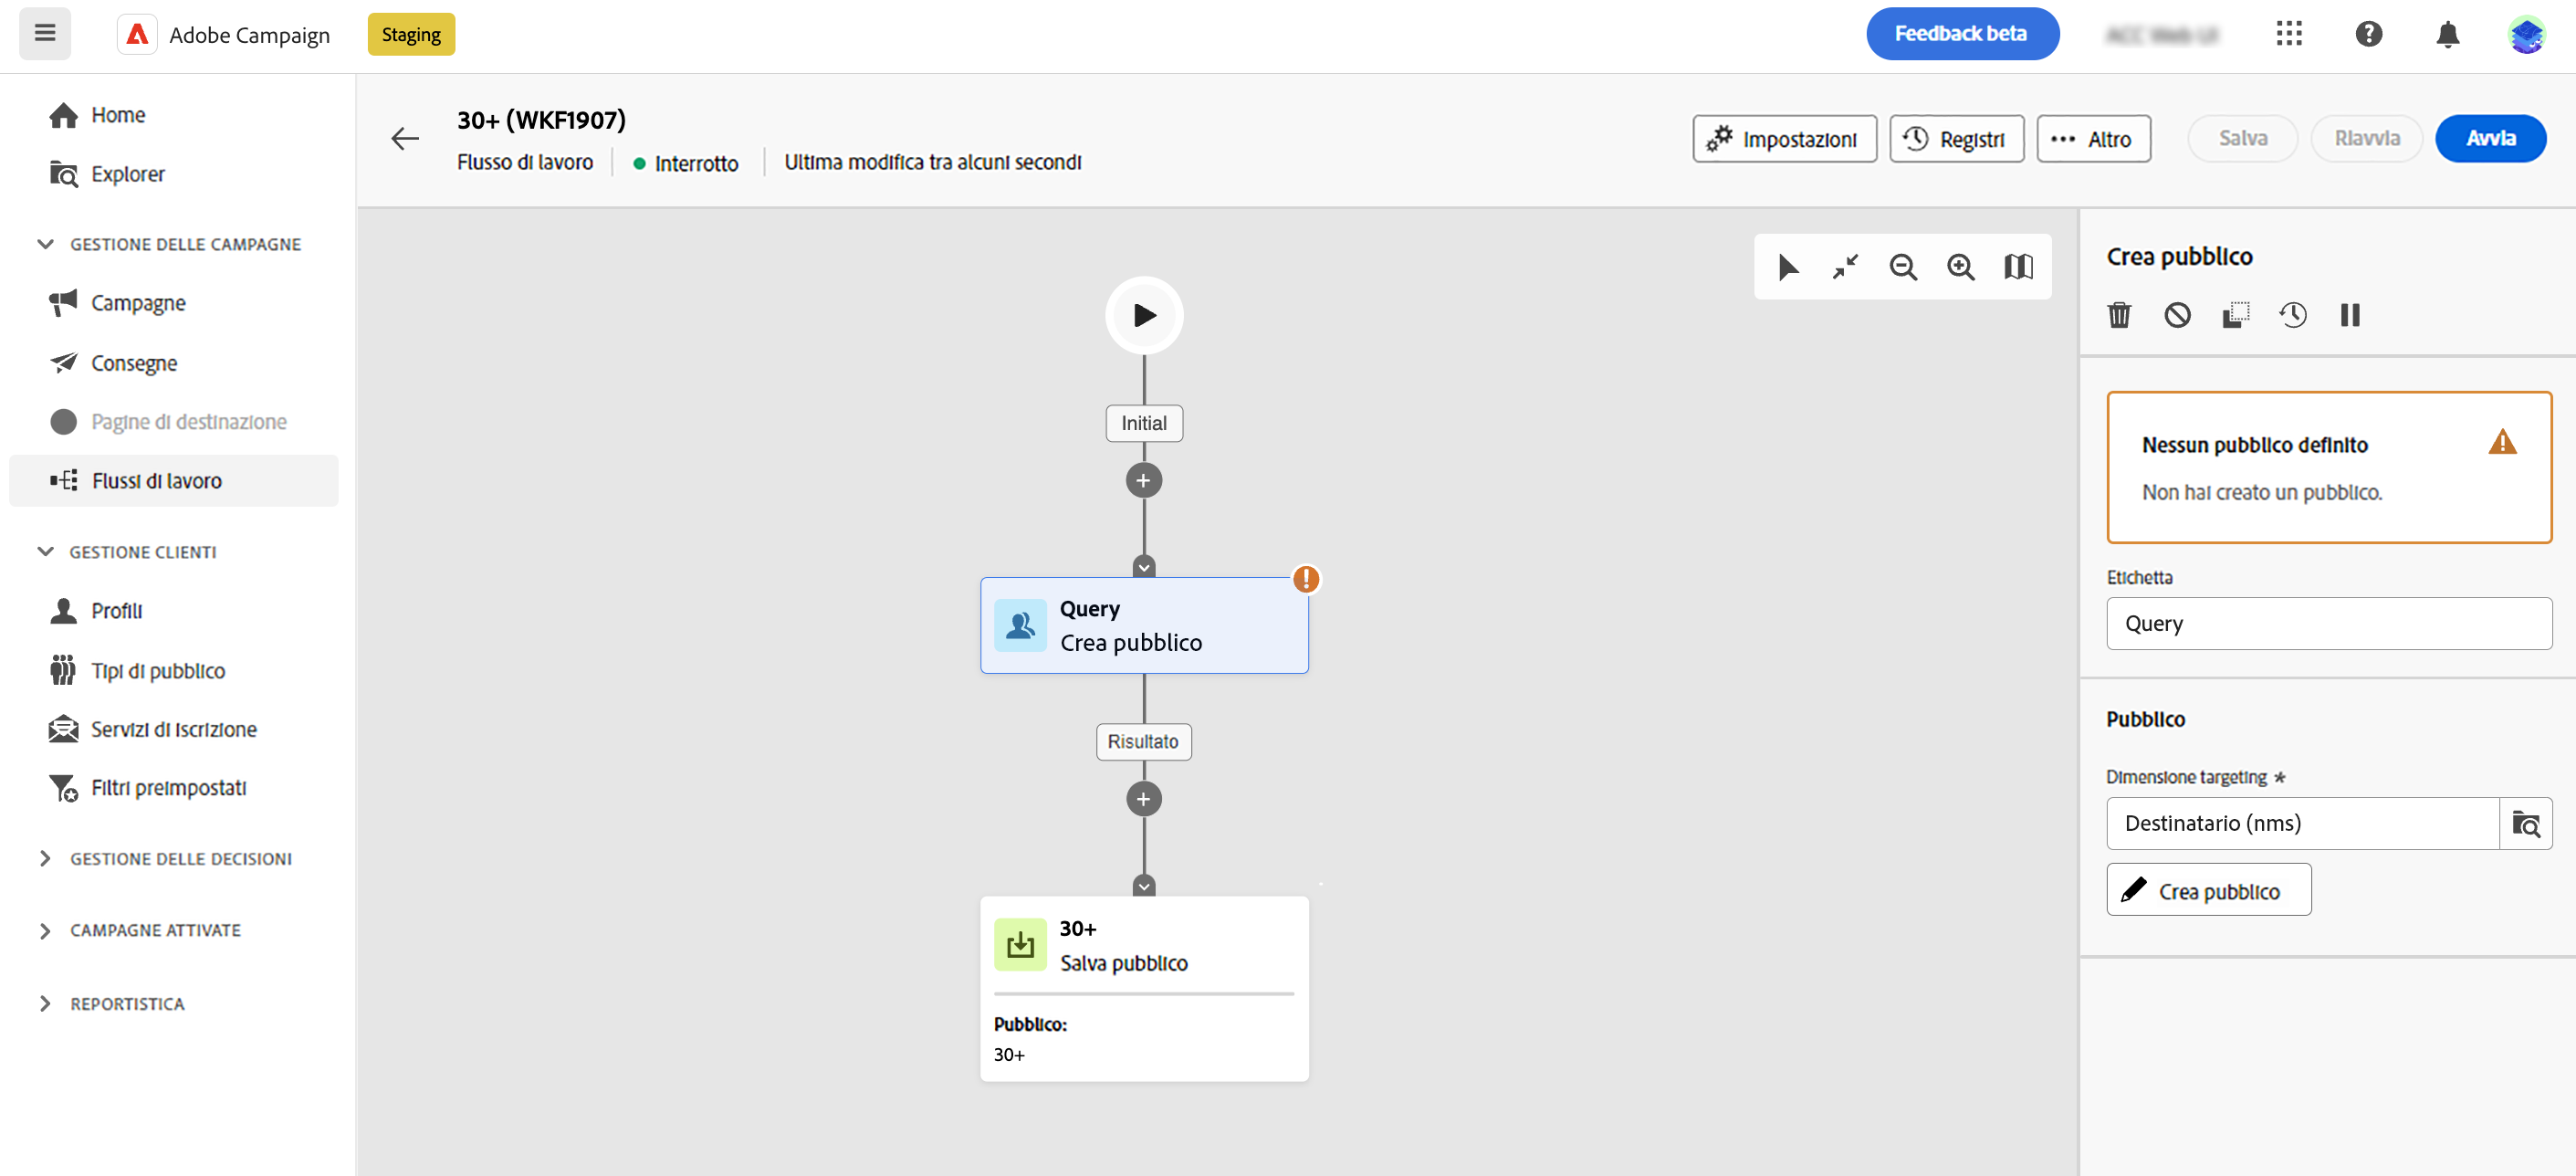 Adobe Campaign
Staging
Feedback beta
Home
Explorer
GESTIONE DELLE CAMPAGNE
Campagne
Consegne
Pagine di destinazione
Flussi di lavoro
GESTIONE CLIENTI
Profili
Tipi di pubblico
Servizi di iscrizione
Filtri preimpostati
GESTIONE DELLE DECISIONI
CAMPAGNE ATTIVATE
REPORTISTICA
30+ (WKF1907)
Flusso di lavoro
Interrotto
Ultima modifica tra alcuni secondi
Impostazioni
Registri
Altro
Salva
Riavvia
Avvia
Initial
Query
Crea pubblico
Risultato
30+
Salva pubblico
Pubblico:
30+
Crea pubblico
Nessun pubblico definito
Non hai creato un pubblico.
Etichetta
Query
Pubblico
Dimensione targeting *
Destinatario (nms)
Crea pubblico